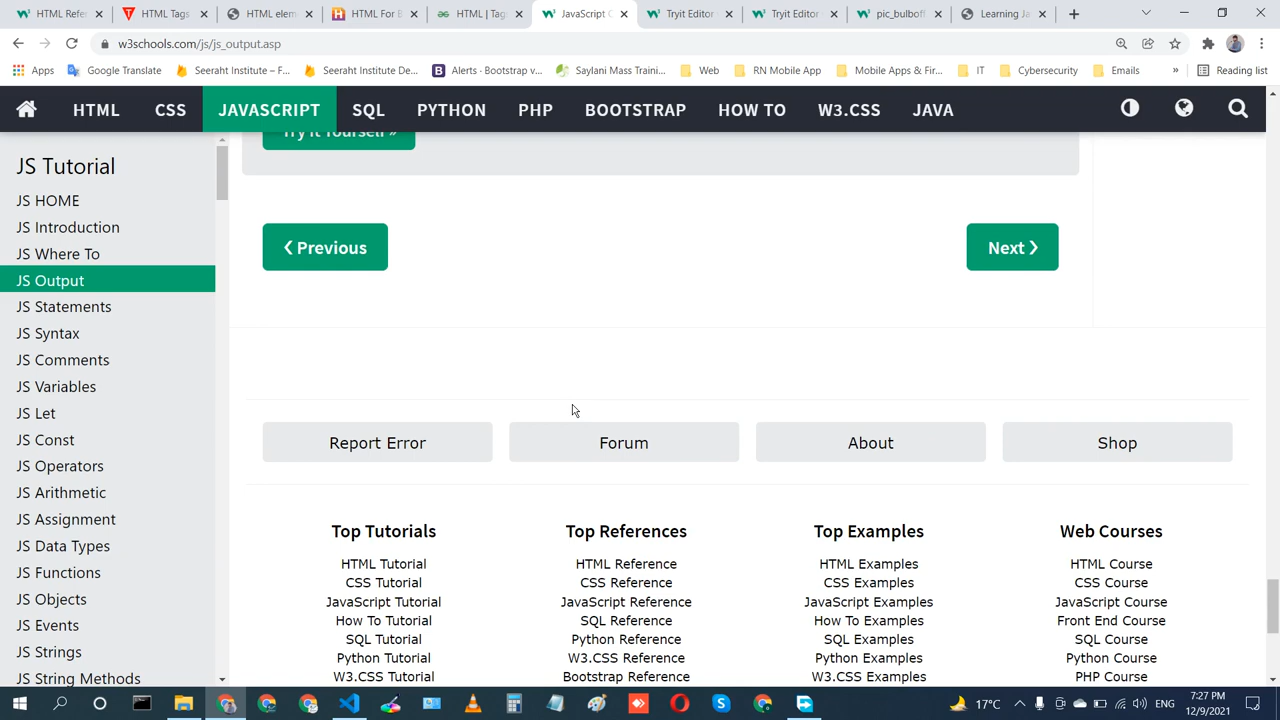 HTML Refere
HTML Tags
HTML elem
HTML For B
HTML | Tag
JavaScript C
Tryit Editor
Tryit Editor
pic_bulbof
Learning Ja
w3schools.com/js/js_output.asp
Apps
Google Translate
Seeraht Institute – F...
Seeraht Institute De...
Alerts · Bootstrap v...
Saylani Mass Traini...
Web
RN Mobile App
Mobile Apps & Fir...
IT
Cybersecurity
Emails
»
Reading list
HTML
CSS
JAVASCRIPT
SQL
PYTHON
PHP
BOOTSTRAP
HOW TO
W3.CSS
JAVA
JS Tutorial
JS HOME
JS Introduction
JS Where To
JS Output
JS Statements
JS Syntax
JS Comments
JS Variables
JS Let
JS Const
JS Operators
JS Arithmetic
JS Assignment
JS Data Types
JS Functions
JS Objects
JS Events
JS Strings
JS String Methods
Try it Yourself »
❮ Previous
Next ❯
Report Error
Forum
About
Shop
Top Tutorials
HTML Tutorial
CSS Tutorial
JavaScript Tutorial
How To Tutorial
SQL Tutorial
Python Tutorial
W3.CSS Tutorial
Top References
HTML Reference
CSS Reference
JavaScript Reference
SQL Reference
Python Reference
W3.CSS Reference
Bootstrap Reference
Top Examples
HTML Examples
CSS Examples
JavaScript Examples
How To Examples
SQL Examples
Python Examples
W3.CSS Examples
Web Courses
HTML Course
CSS Course
JavaScript Course
Front End Course
SQL Course
Python Course
PHP Course
17°C
ENG
7:27 PM
12/9/2021